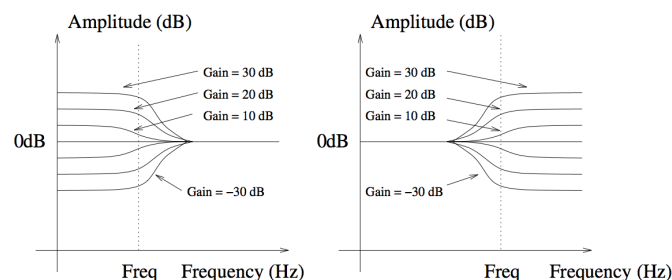 Amplitude (dB)
Gain = 30 dB
Gain = 20 dB
Gain = 10 dB
0dB
Gain = −30 dB
Freq
Frequency (Hz)
Amplitude (dB)
Gain = 30 dB
Gain = 20 dB
Gain = 10 dB
0dB
Gain = −30 dB
Freq
Frequency (Hz)